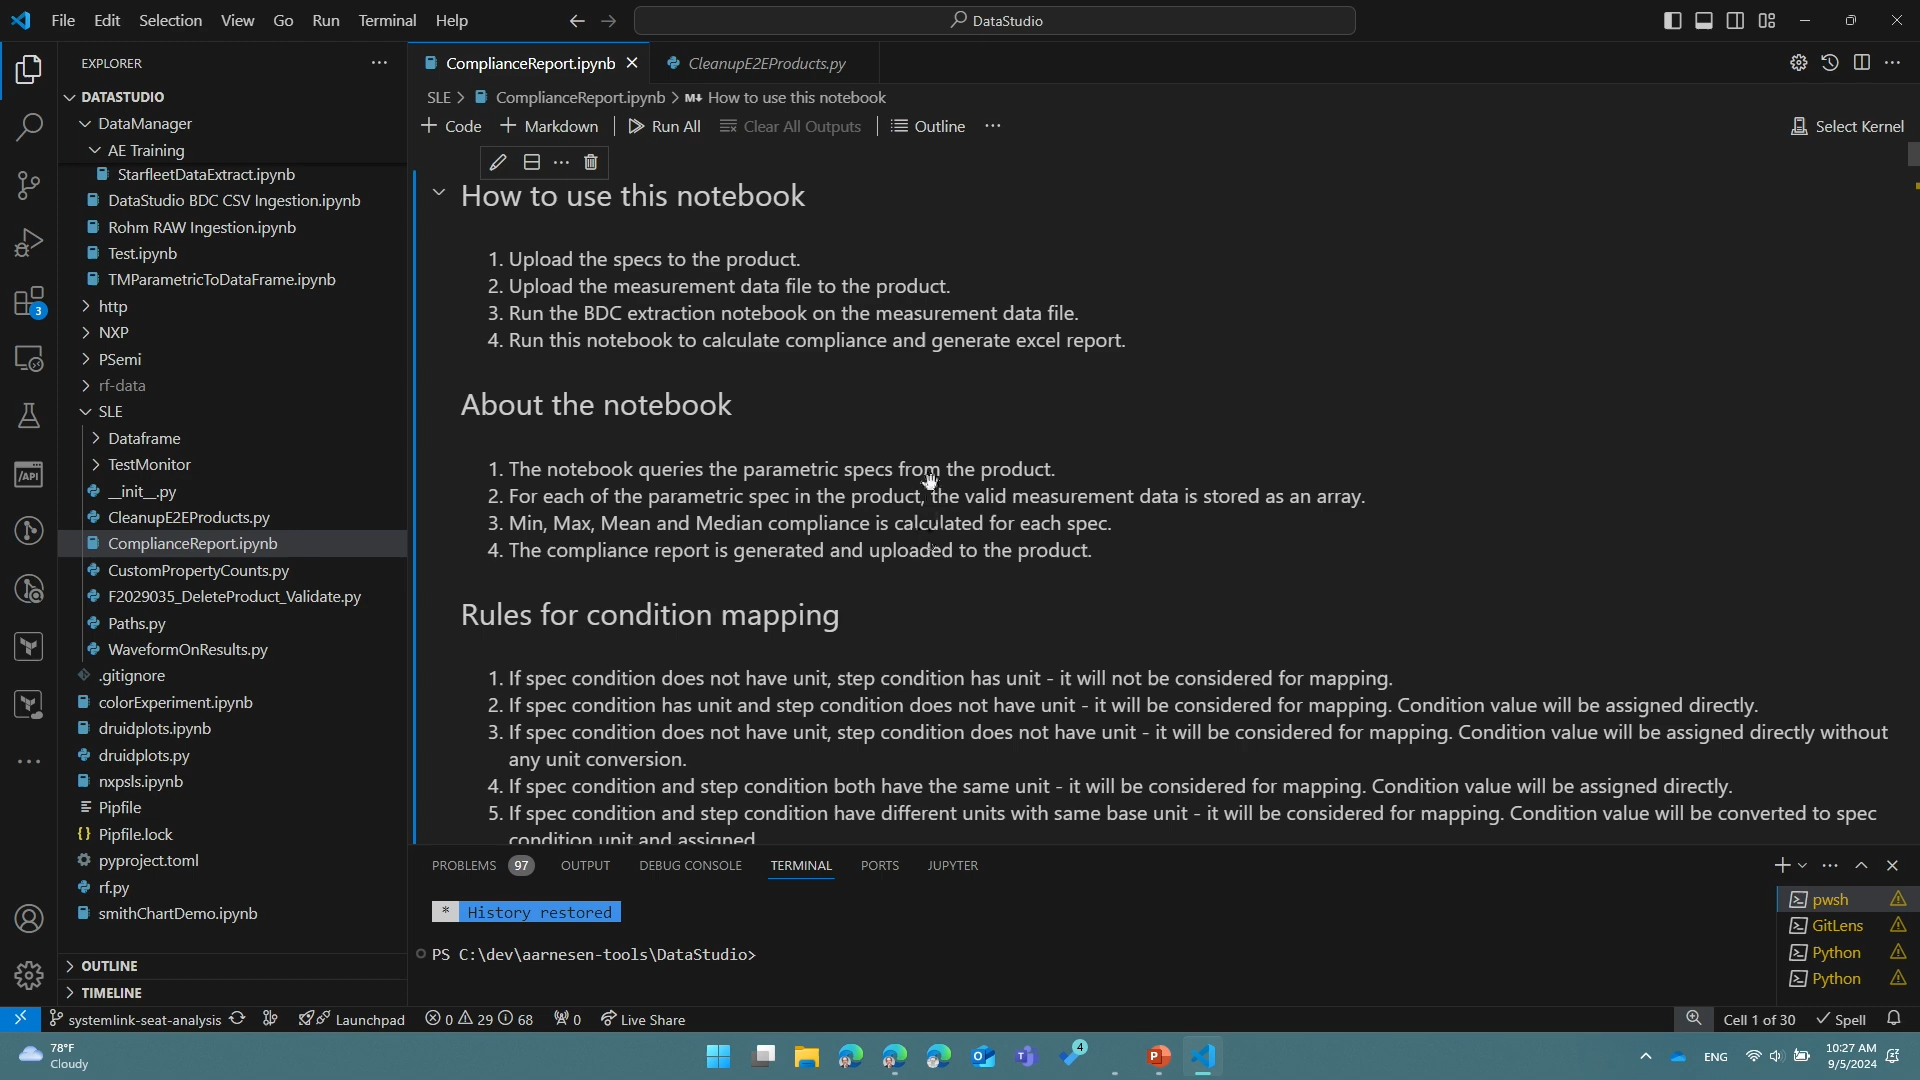 File Edit Selection View Go Run Terminal Help
DataStudio
EXPLORER
ComplianceReport.ipynb
CleanupE2EProducts.py
DATASTUDIO
SLE > ComplianceReport.ipynb > M↓ How to use this notebook
+ Code + Markdown Run All Clear All Outputs Outline ...
Select Kernel
DataManager
AE Training
StarfleetDataExtract.ipynb
DataStudio BDC CSV Ingestion.ipynb
Rohm RAW Ingestion.ipynb
Test.ipynb
TMParametricToDataFrame.ipynb
http
NXP
PSemi
rf-data
SLE
Dataframe
TestMonitor
__init__.py
CleanupE2EProducts.py
ComplianceReport.ipynb
CustomPropertyCounts.py
F2029035_DeleteProduct_Validate.py
Paths.py
WaveformOnResults.py
.gitignore
colorExperiment.ipynb
druidplots.ipynb
druidplots.py
nxpsls.ipynb
Pipfile
{} Pipfile.lock
pyproject.toml
rf.py
smithChartDemo.ipynb
OUTLINE
TIMELINE
3
/API
How to use this notebook
1. Upload the specs to the product.
2. Upload the measurement data file to the product.
3. Run the BDC extraction notebook on the measurement data file.
4. Run this notebook to calculate compliance and generate excel report.
About the notebook
1. The notebook queries the parametric specs from the product.
2. For each of the parametric spec in the product, the valid measurement data is stored as an array.
3. Min, Max, Mean and Median compliance is calculated for each spec.
4. The compliance report is generated and uploaded to the product.
Rules for condition mapping
1. If spec condition does not have unit, step condition has unit - it will not be considered for mapping.
2. If spec condition has unit and step condition does not have unit - it will be considered for mapping. Condition value will be assigned directly.
3. If spec condition does not have unit, step condition does not have unit - it will be considered for mapping. Condition value will be assigned directly without
any unit conversion.
4. If spec condition and step condition both have the same unit - it will be considered for mapping. Condition value will be assigned directly.
5. If spec condition and step condition have different units with same base unit - it will be considered for mapping. Condition value will be converted to spec
condition unit and assigned
PROBLEMS 97 OUTPUT DEBUG CONSOLE TERMINAL PORTS JUPYTER
* History restored
PS C:\dev\aarnesen-tools\DataStudio>
pwsh
GitLens
Python
Python
systemlink-seat-analysis Launchpad 0 29 68 0 Live Share
Cell 1 of 30 Spell
78°F
Cloudy
4
ENG
10:27 AM
9/5/2024